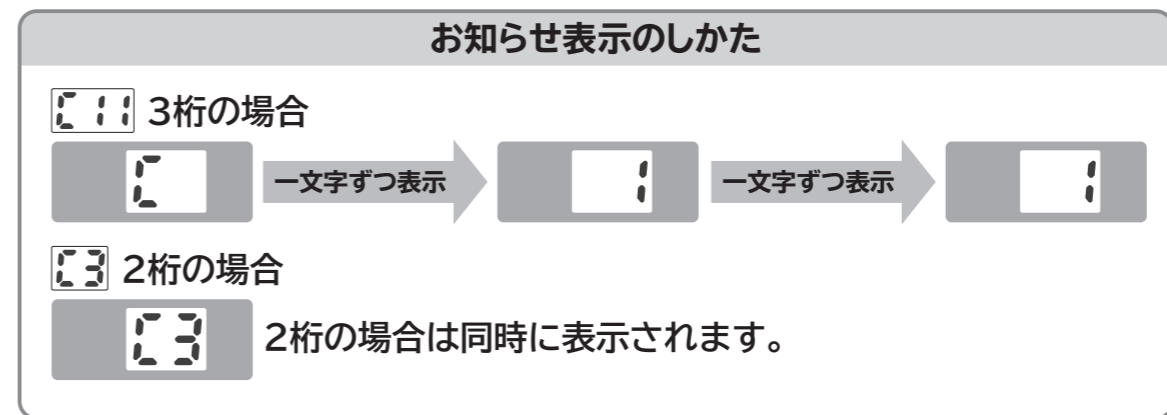 お知らせ表示のしかた
C11 3桁の場合
C 一文字ずつ表示 1 一文字ずつ表示 1
C3 2桁の場合
C3 2桁の場合は同時に表示されます。